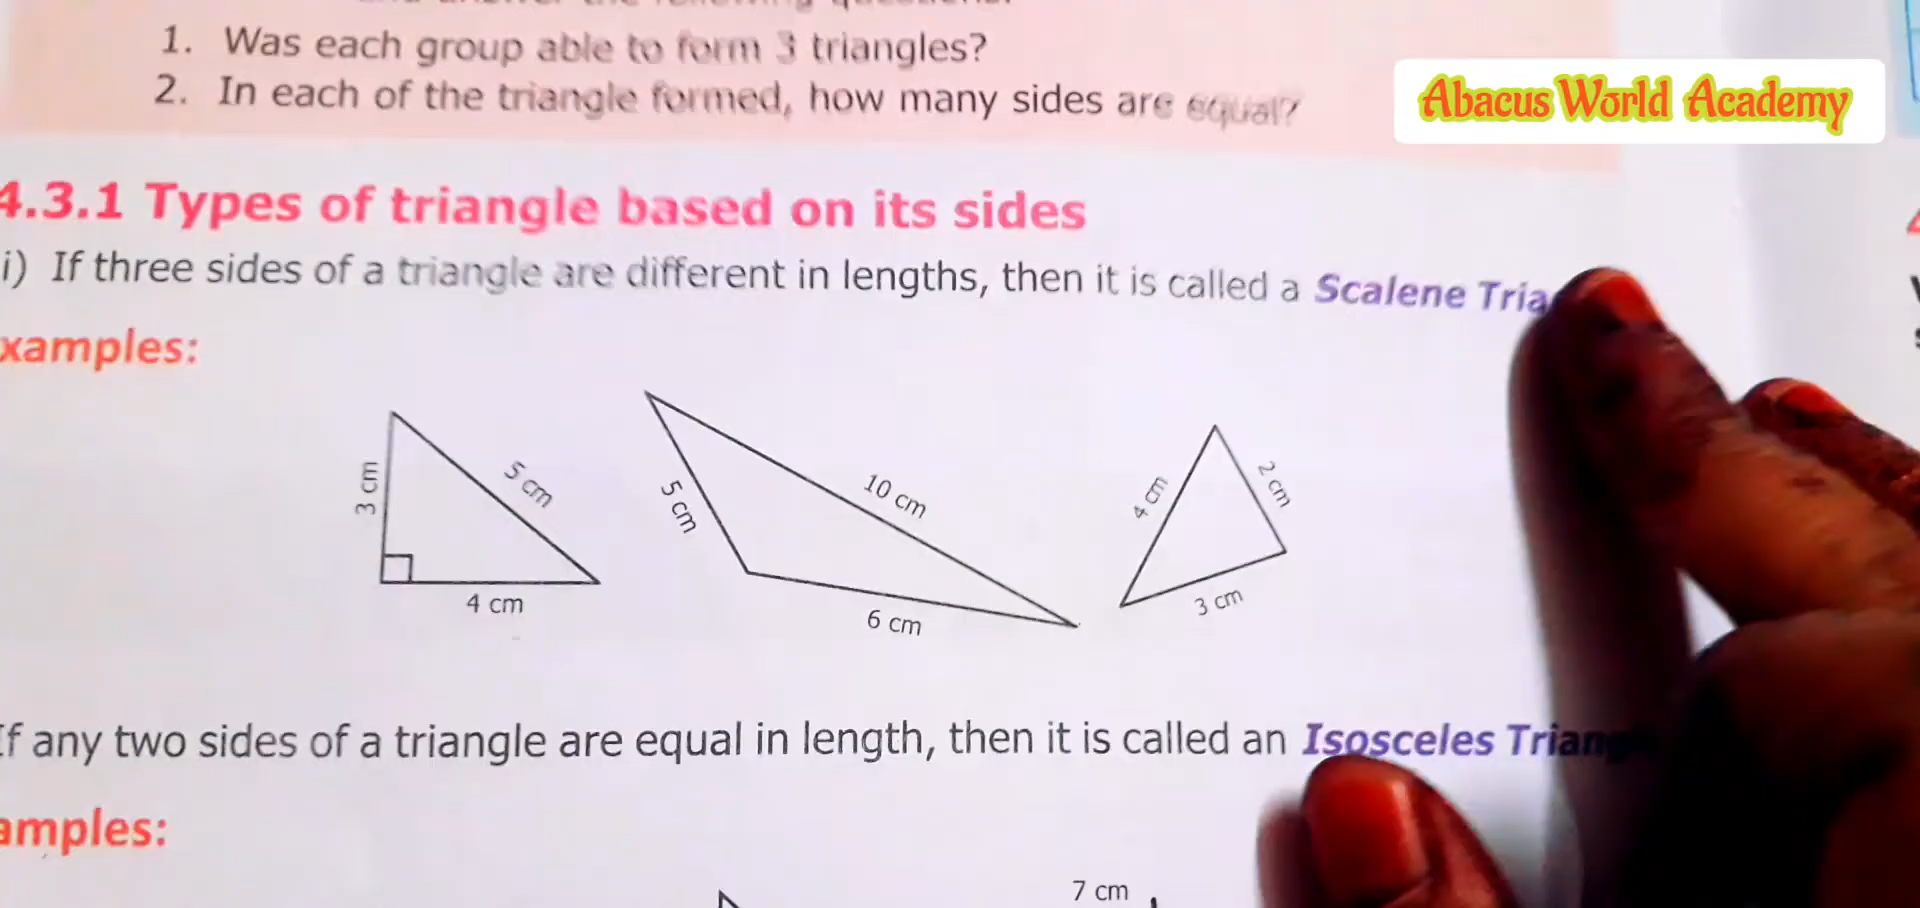 1. Was each group able to form 3 triangles?
2. In each of the triangle formed, how many sides are equal?
Abacus World Academy
4.3.1 Types of triangle based on its sides
i) If three sides of a triangle are different in lengths, then it is called a Scalene Tria
xamples:
3 cm
5 cm
4 cm
5 cm
10 cm
6 cm
4 cm
2 cm
3 cm
If any two sides of a triangle are equal in length, then it is called an Isosceles Triang
amples:
7 cm